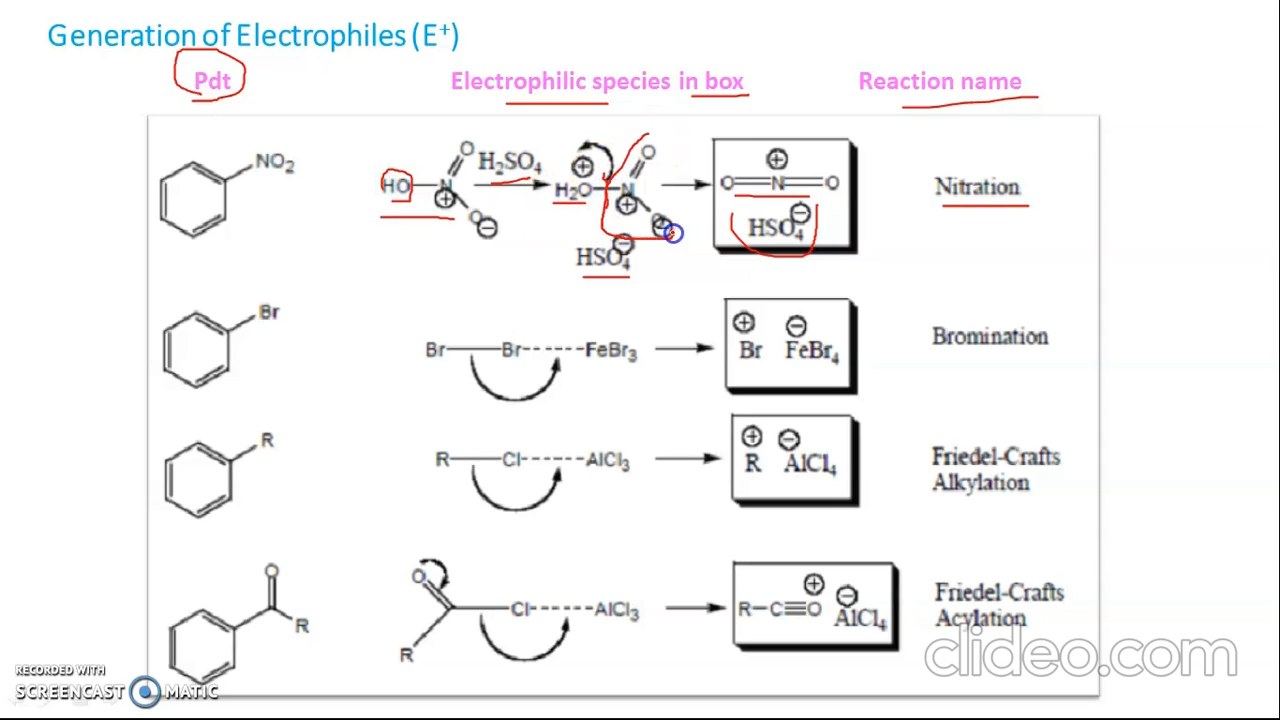 Generation of Electrophiles (E⁺)
Pdt Electrophilic species in box Reaction name
NO₂
HO N⊕ O O⊖
H₂SO₄
H₂O⊕ N⊕ O O⊖
HSO₄⊖
O N⊕ O
HSO₄⊖
Nitration
Br
Br Br FeBr₃
⊕ ⊖
Br FeBr₄
Bromination
R
R Cl AlCl₃
⊕ ⊖
R AlCl₄
Friedel-Crafts
Alkylation
O
R
O
Cl AlCl₃
R
⊕ ⊖
R–C≡O AlCl₄
Friedel-Crafts
Acylation
clideo.com
RECORDED WITH
SCREENCAST MATIC